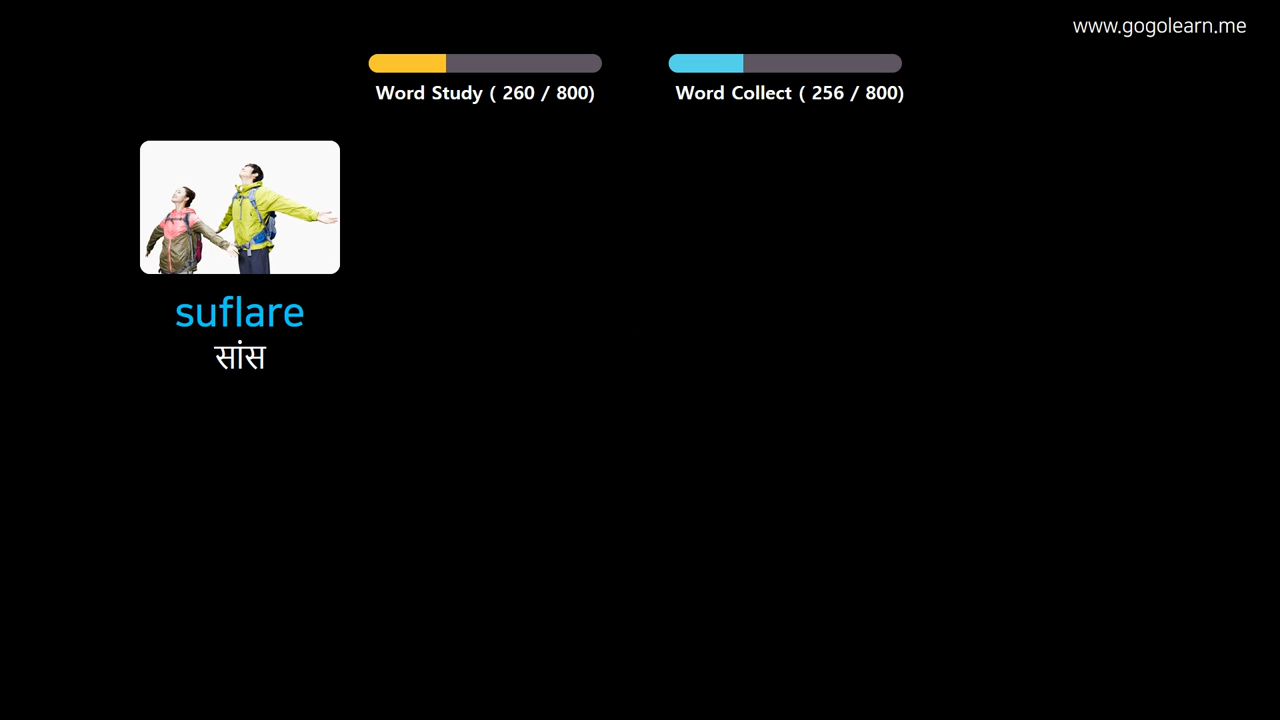 www.gogolearn.me
Word Study ( 260 / 800)
Word Collect ( 256 / 800)
suflare
सांस